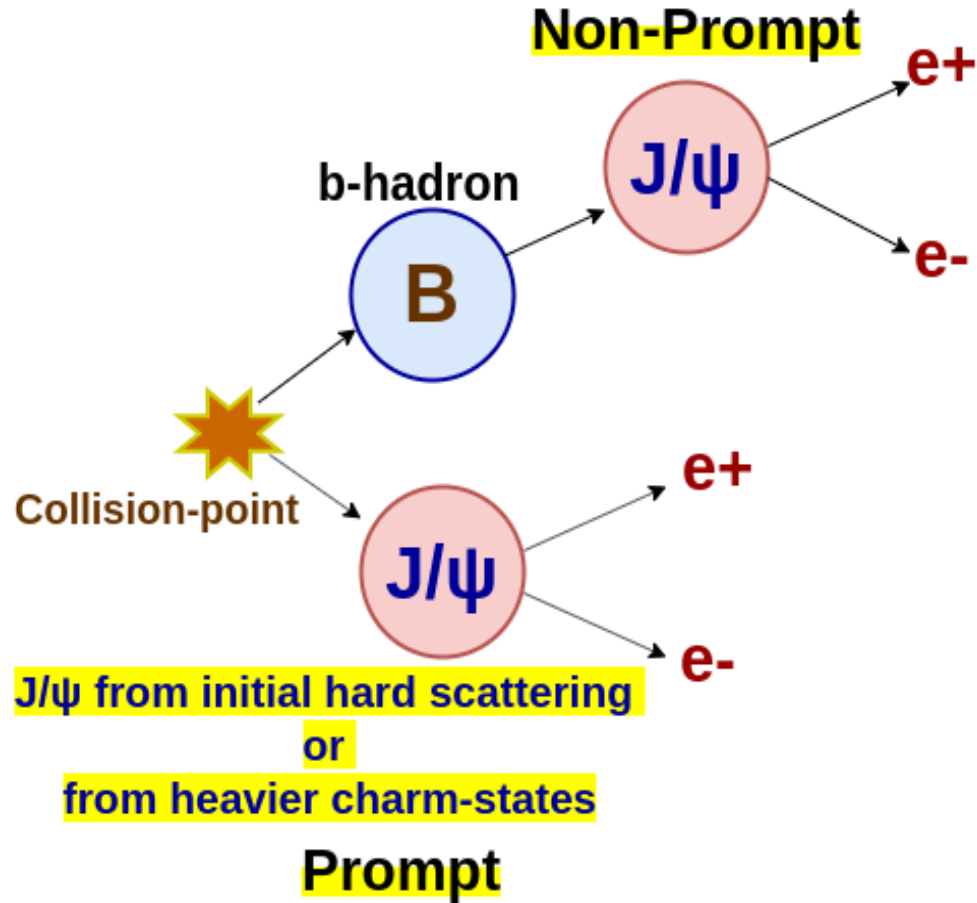 Non-Prompt
e+
b-hadron
J/ψ
B
e-
Collision-point
e+
J/ψ
e-
J/ψ from initial hard scattering
or
from heavier charm-states
Prompt